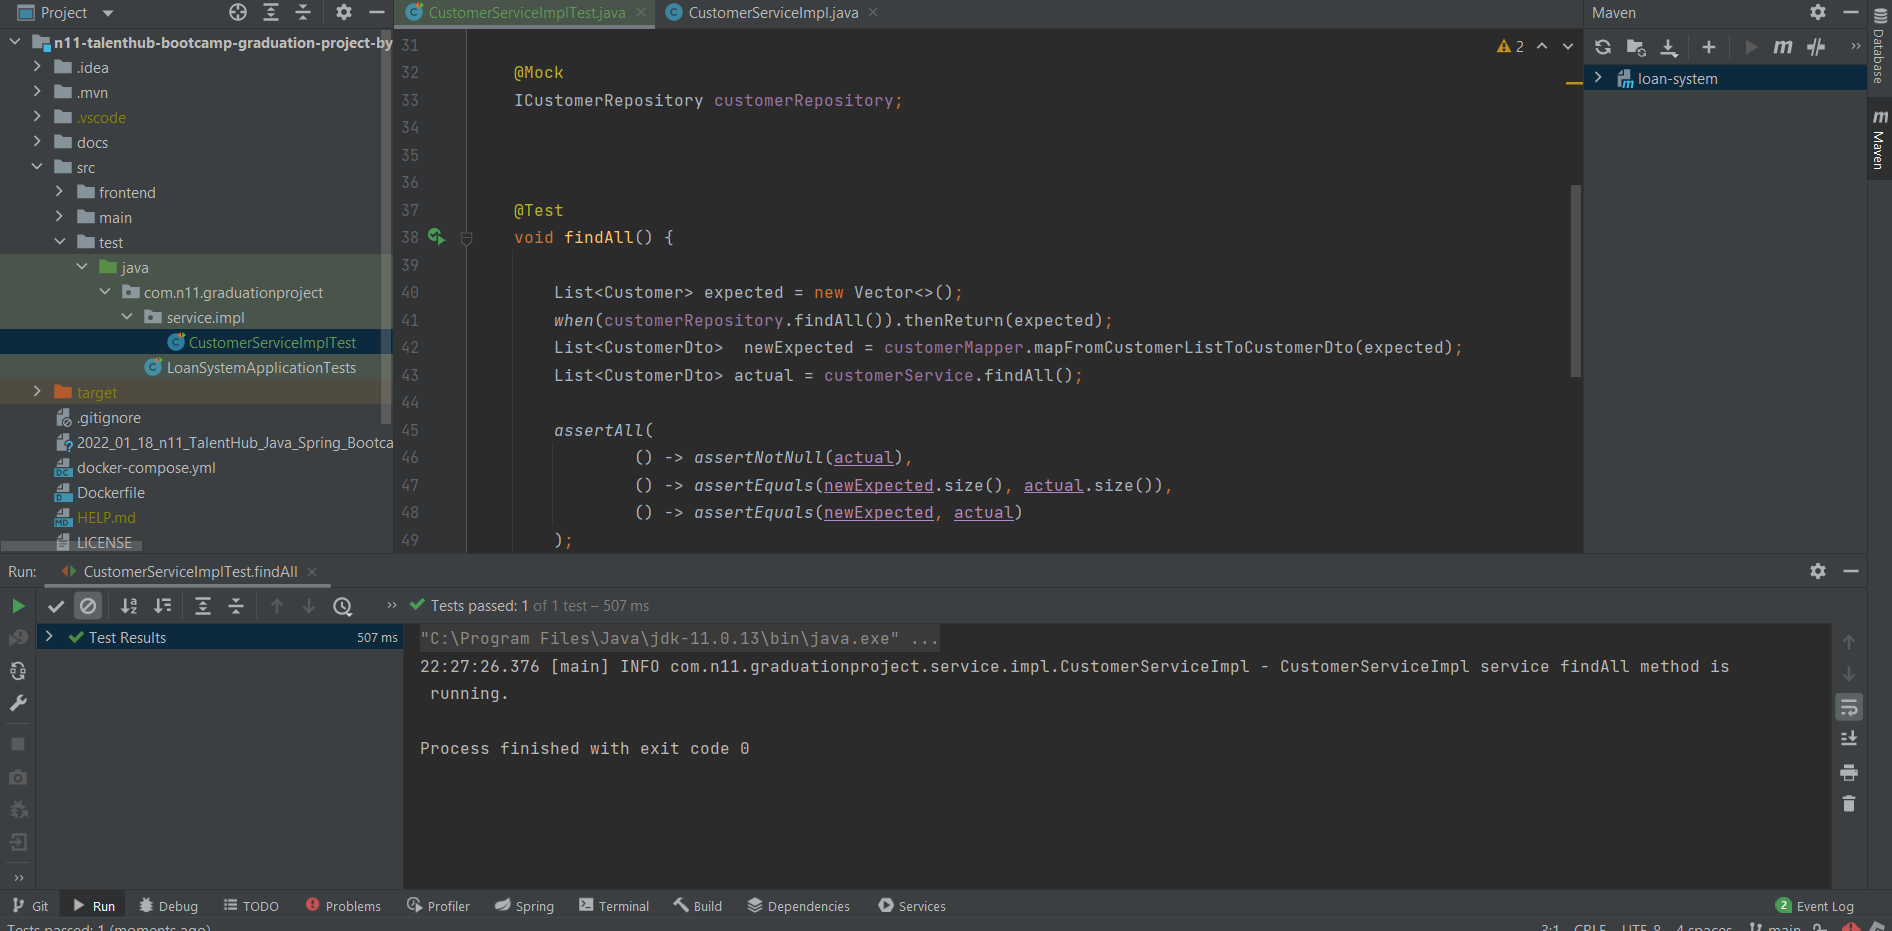 Project
CustomerServiceImplTest.java
CustomerServiceImpl.java
Maven
n11-talenthub-bootcamp-graduation-project-by
.idea
.mvn
.vscode
docs
src
frontend
main
test
java
com.n11.graduationproject
service.impl
CustomerServiceImplTest
LoanSystemApplicationTests
target
.gitignore
2022_01_18_n11_TalentHub_Java_Spring_Bootca
docker-compose.yml
Dockerfile
HELP.md
LICENSE
2
31
32 @Mock
33 ICustomerRepository customerRepository;
34
35
36
37 @Test
38 void findAll() {
39
40 List<Customer> expected = new Vector<>();
41 when(customerRepository.findAll()).thenReturn(expected);
42 List<CustomerDto>  newExpected = customerMapper.mapFromCustomerListToCustomerDto(expected);
43 List<CustomerDto> actual = customerService.findAll();
44
45 assertAll(
46 () -> assertNotNull(actual),
47 () -> assertEquals(newExpected.size(), actual.size()),
48 () -> assertEquals(newExpected, actual)
49 );
loan-system
Database
Maven
Run:
CustomerServiceImplTest.findAll
Tests passed: 1 of 1 test – 507 ms
Test Results
507 ms
"C:\Program Files\Java\jdk-11.0.13\bin\java.exe" ...
22:27:26.376 [main] INFO com.n11.graduationproject.service.impl.CustomerServiceImpl - CustomerServiceImpl service findAll method is
running.
Process finished with exit code 0
Git
Run
Debug
TODO
Problems
Profiler
Spring
Terminal
Build
Dependencies
Services
2 Event Log
Tests passed: 1 (moments ago)
3:1 CRLF UTF-8 4 spaces main